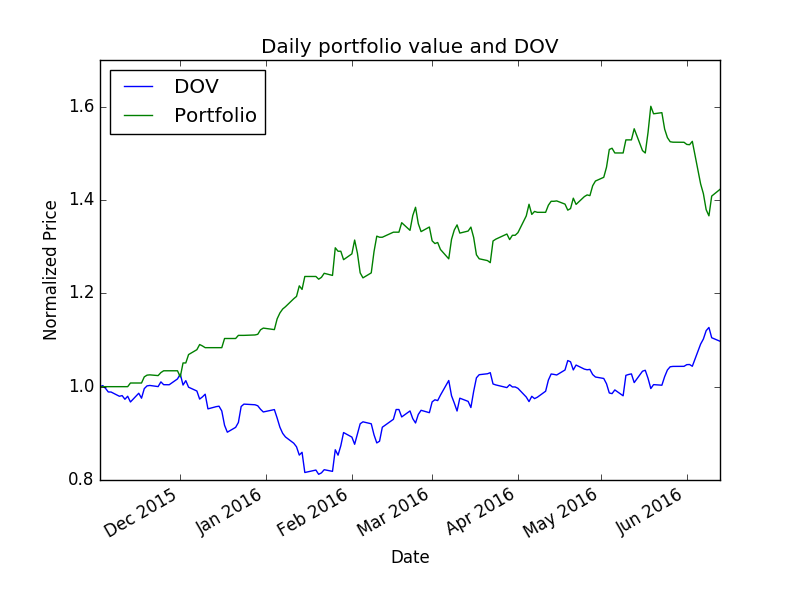 Daily portfolio value and DOV
DOV
Portfolio
1.6
1.4
1.2
1.0
0.8
Normalized Price
Dec 2015
Jan 2016
Feb 2016
Mar 2016
Apr 2016
May 2016
Jun 2016
Date